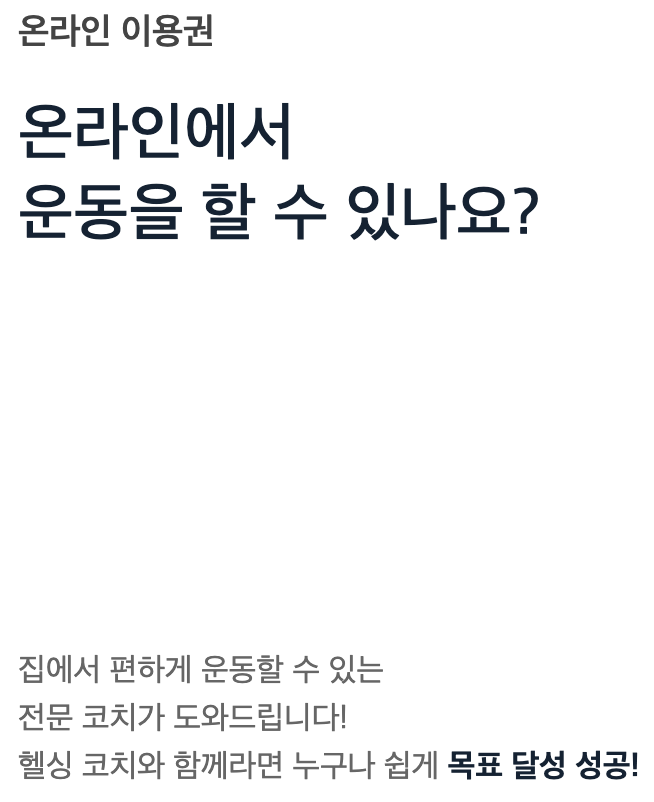 온라인 이용권
온라인에서
운동을 할 수 있나요?
집에서 편하게 운동할 수 있는
전문 코치가 도와드립니다!
헬싱 코치와 함께라면 누구나 쉽게 목표 달성 성공!